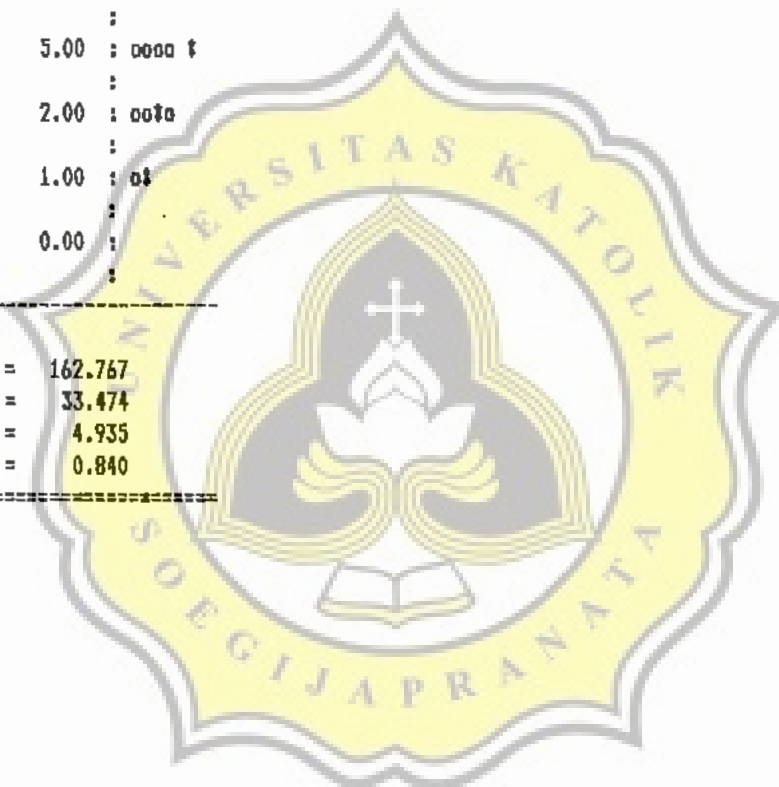 :
5.00 : oooo *
:
2.00 : oo*o
:
1.00 : o*
:
0.00 :
:
= 162.767
= 33.474
= 4.935
= 0.840
UNIVERSITAS KATOLIK
SOEGIJAPRANATA